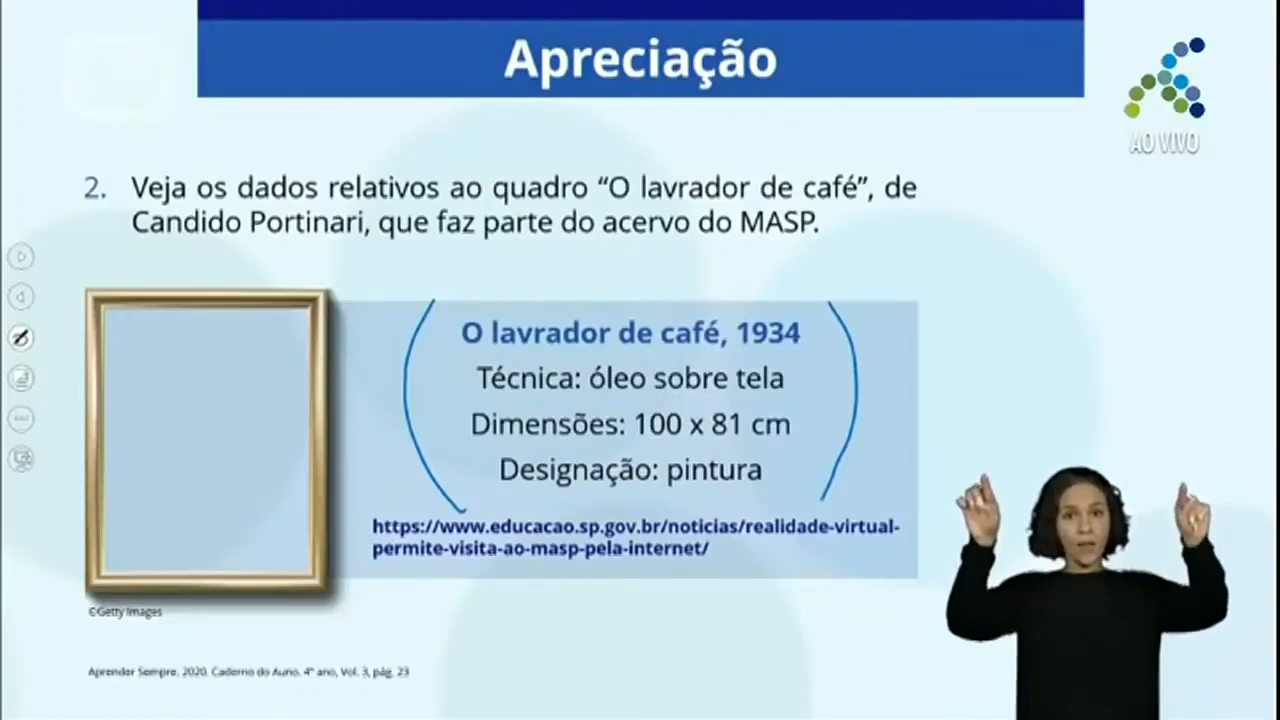 Apreciação
AO VIVO
2. Veja os dados relativos ao quadro “O lavrador de café”, de
Candido Portinari, que faz parte do acervo do MASP.
O lavrador de café, 1934
Técnica: óleo sobre tela
Dimensões: 100 x 81 cm
Designação: pintura
https://www.educacao.sp.gov.br/noticias/realidade-virtual-
permite-visita-ao-masp-pela-internet/
©Getty Images
Aprender Sempre, 2020. Caderno do Aluno. 4º ano, Vol. 3, pág. 23